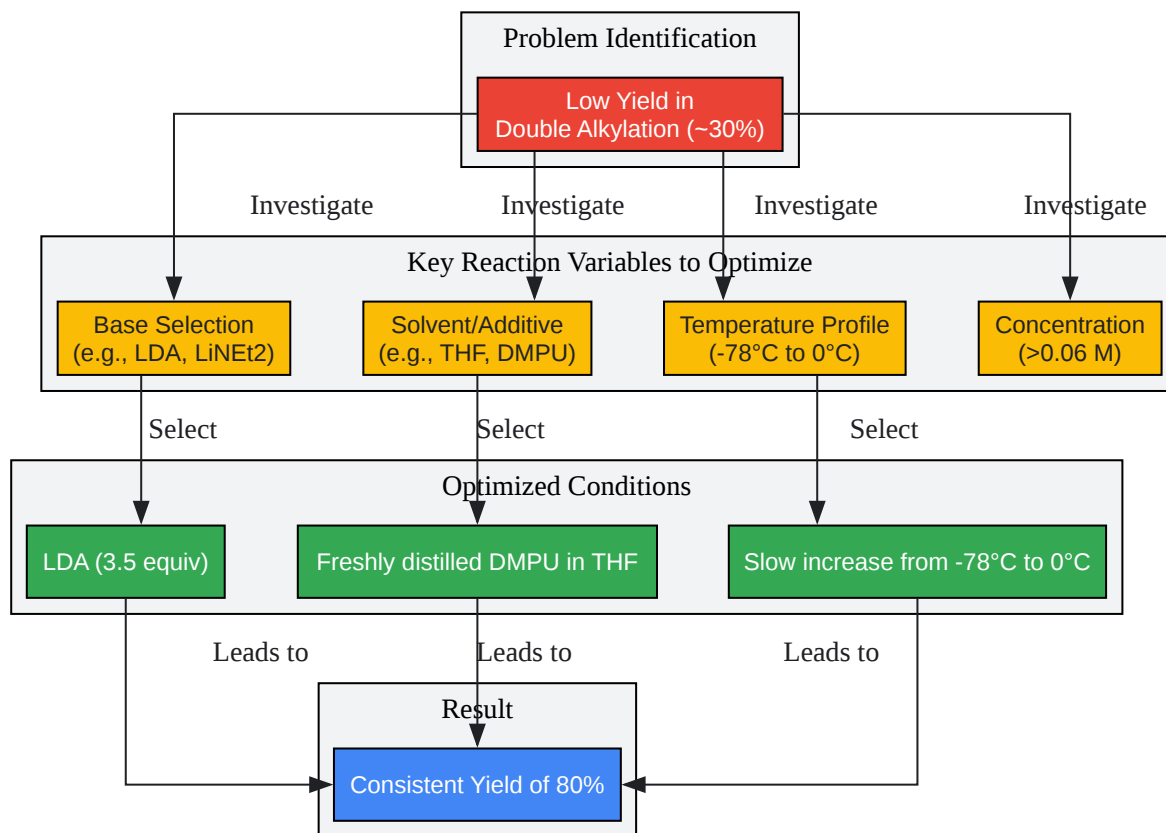 Problem Identification
Low Yield in
Double Alkylation (~30%)
Investigate
Investigate
Investigate
Investigate
Key Reaction Variables to Optimize
Base Selection
(e.g., LDA, LiNEt2)
Solvent/Additive
(e.g., THF, DMPU)
Temperature Profile
(-78°C to 0°C)
Concentration
(>0.06 M)
Select
Select
Select
Optimized Conditions
LDA (3.5 equiv)
Freshly distilled DMPU in THF
Slow increase from -78°C to 0°C
Leads to
Leads to
Leads to
Result
Consistent Yield of 80%